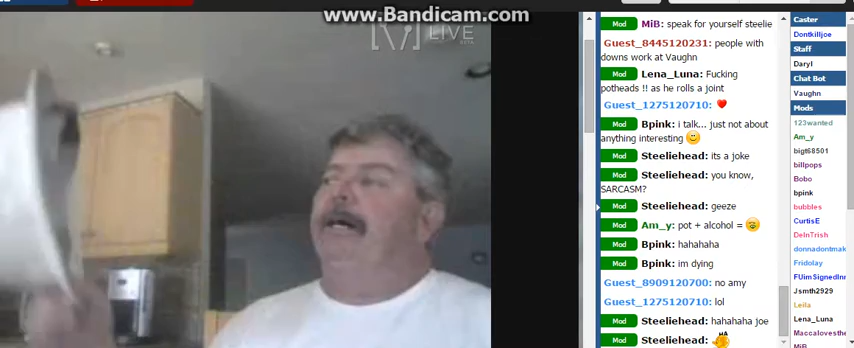 www.Bandicam.com
[V] LIVE
Mod MiB: speak for yourself steelie
Guest_8445120231: people with
downs work at Vaughn
Mod Lena_Luna: Fucking
potheads !! as he rolls a joint
Guest_1275120710:
Mod Bpink: i talk... just not about
anything interesting
Mod Steeliehead: its a joke
Mod Steeliehead: you know,
SARCASM?
Mod Steeliehead: geeze
Mod Am_y: pot + alcohol =
Mod Bpink: hahahaha
Mod Bpink: im dying
Guest_8909120700: no amy
Guest_1275120710: lol
Mod Steeliehead: hahahaha joe
Mod Steeliehead:
HA
Caster
Dontkilljoe
Staff
Daryl
Chat Bot
Vaughn
Mods
123wanted
Am_y
bigt68501
billpops
Bobo
bpink
bubbles
CurtisE
DeInTrish
donnadontmak
Fridolay
FUimSignedInn
Jsmth2929
Leila
Lena_Luna
Maccalovesthe
MiB